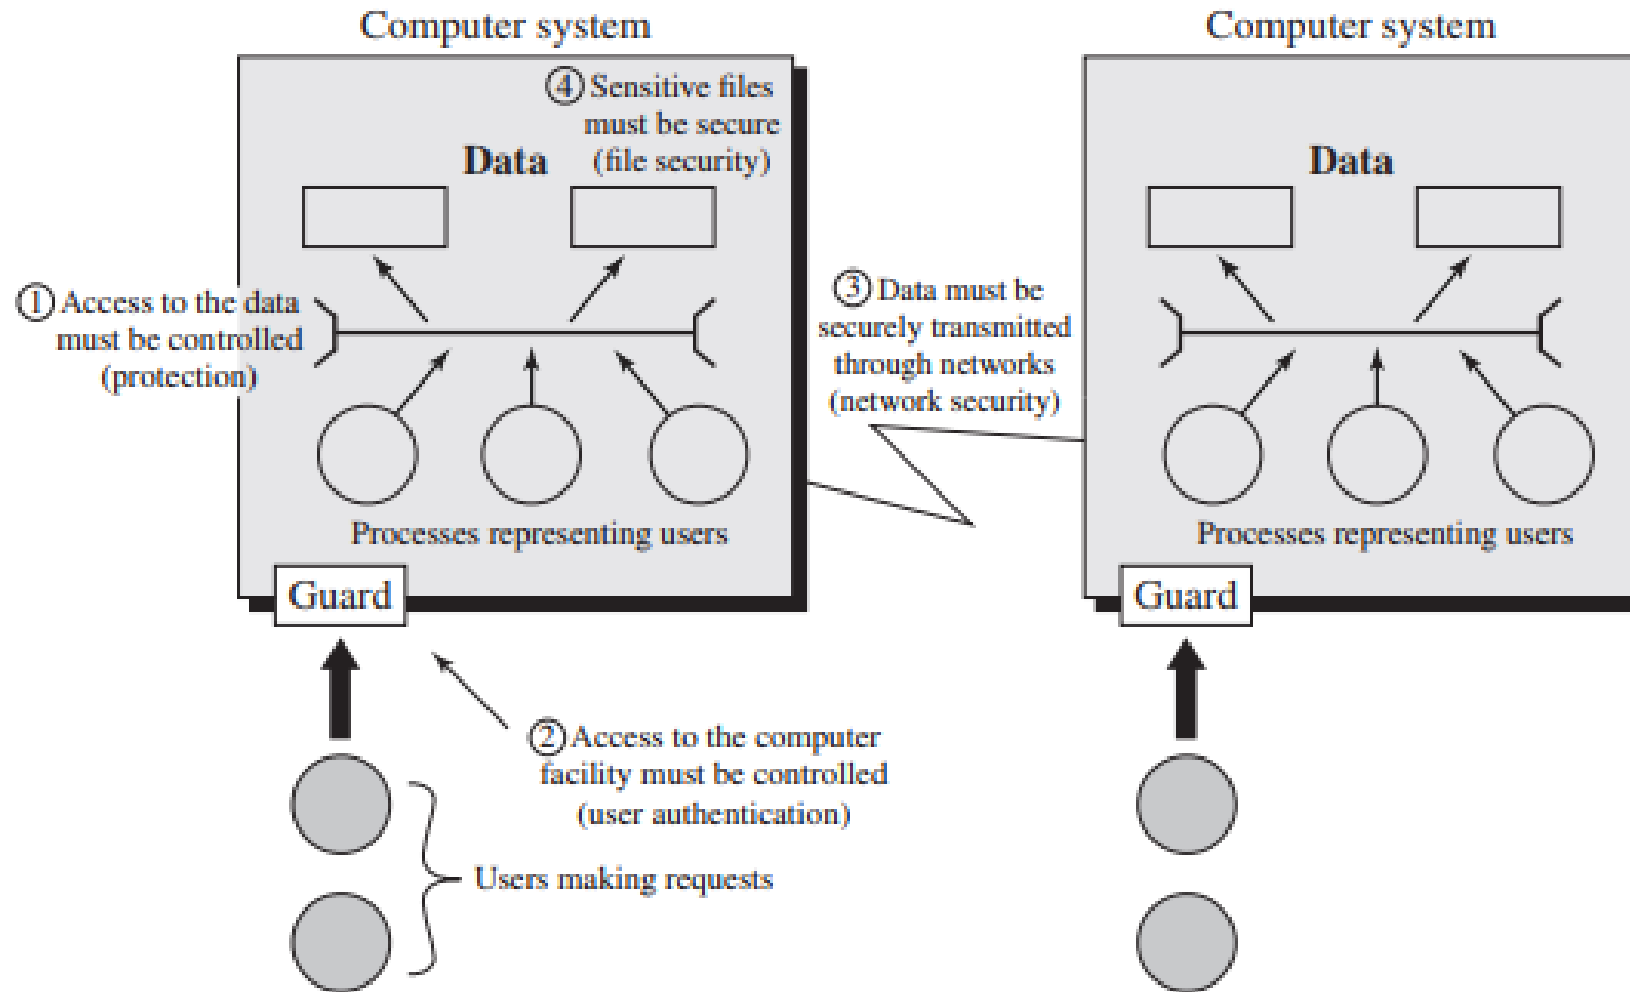 Computer system
④ Sensitive files
must be secure
(file security)
Data
① Access to the data
must be controlled
(protection)
Processes representing users
Guard
② Access to the computer
facility must be controlled
(user authentication)
Users making requests
③ Data must be
securely transmitted
through networks
(network security)
Computer system
Data
Processes representing users
Guard